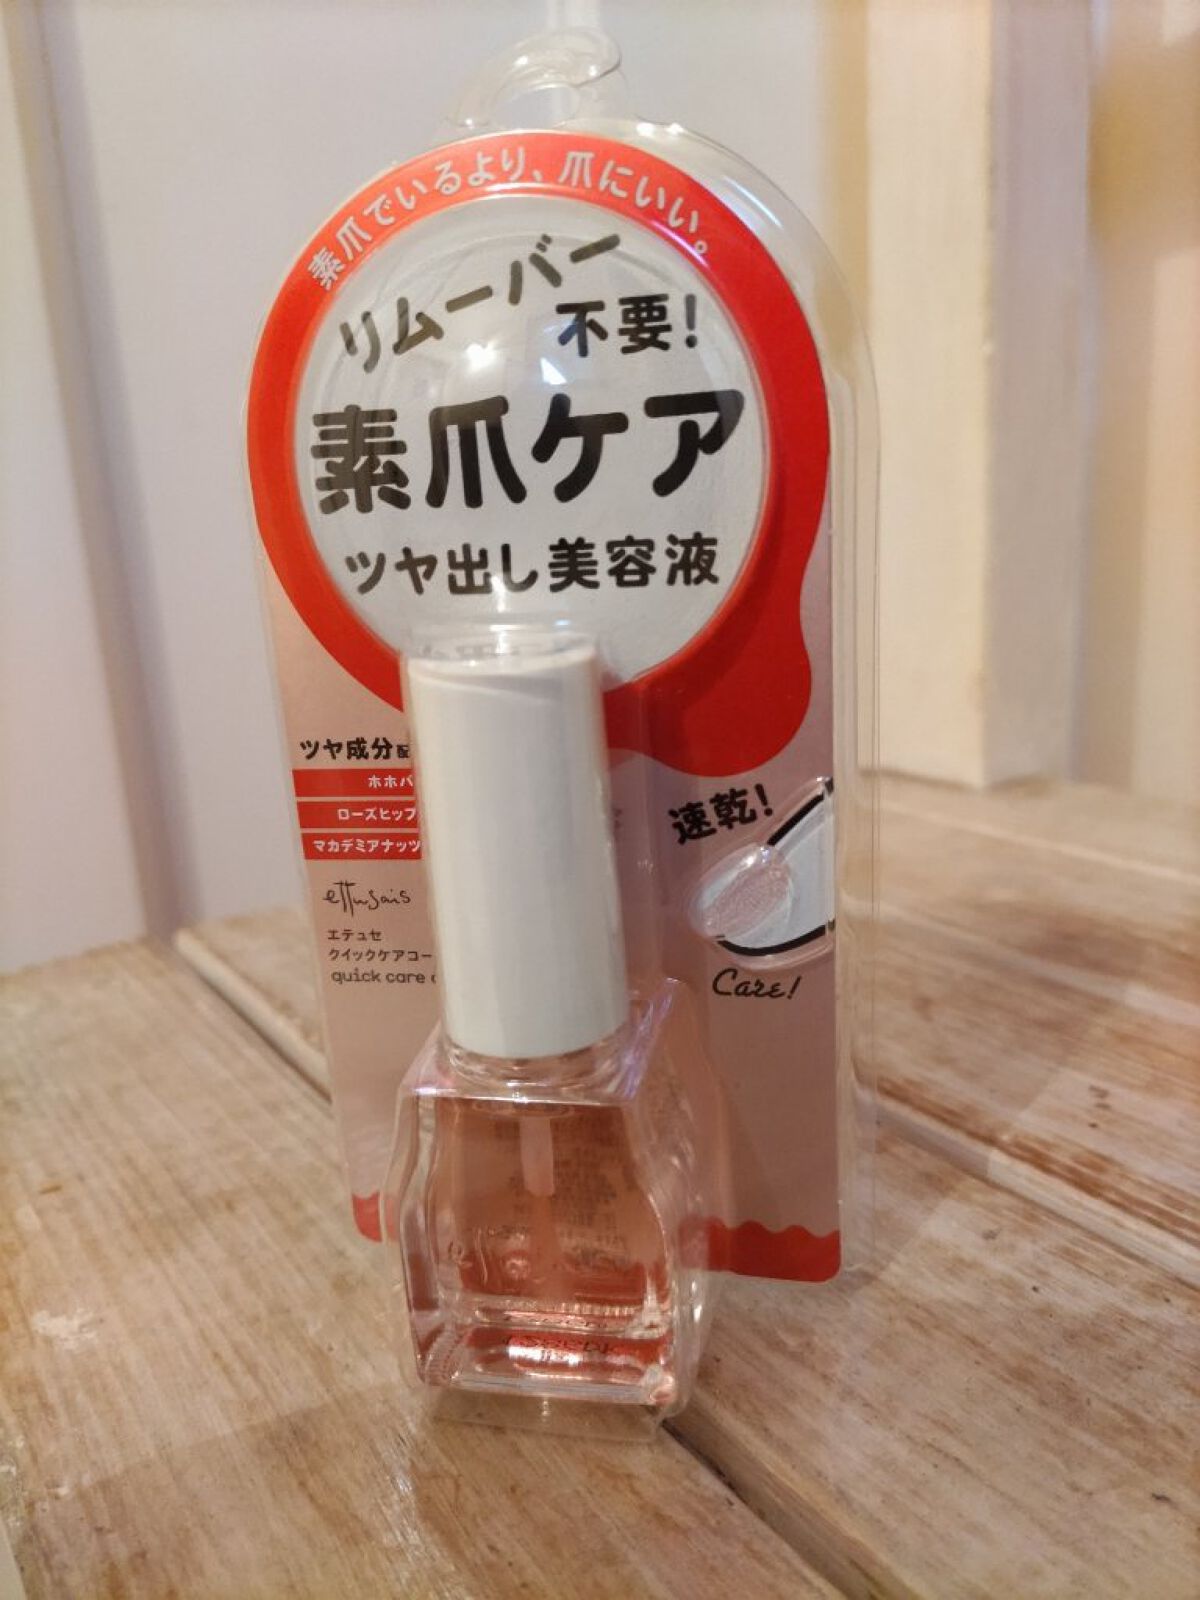 素爪でいるより、爪にいい。
リムーバー
不要!
素爪ケア
ツヤ出し美容液
ツヤ成分配
ホホバ
ローズヒップ
マカデミアナッツ
ettusais
エテュセ
クイックケアコー
quick care
速乾!
Care!